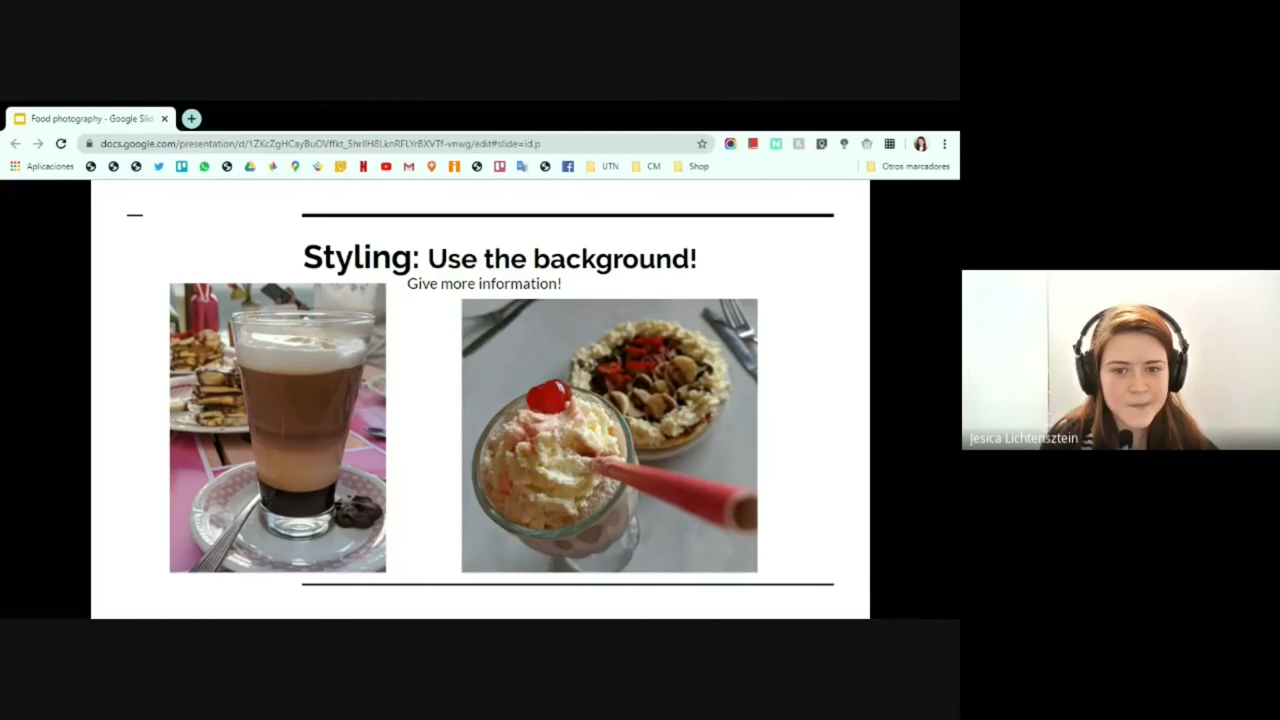 Food photography - Google Slid
docs.google.com/presentation/d/1ZKcZgHCayBuOVffkt_5hrIIH8LknRFLYrBXVTf-vnwg/edit#slide=id.p
Aplicaciones
UTN
CM
Shop
Otros marcadores
Styling: Use the background!
Give more information!
Jesica Lichtensztein